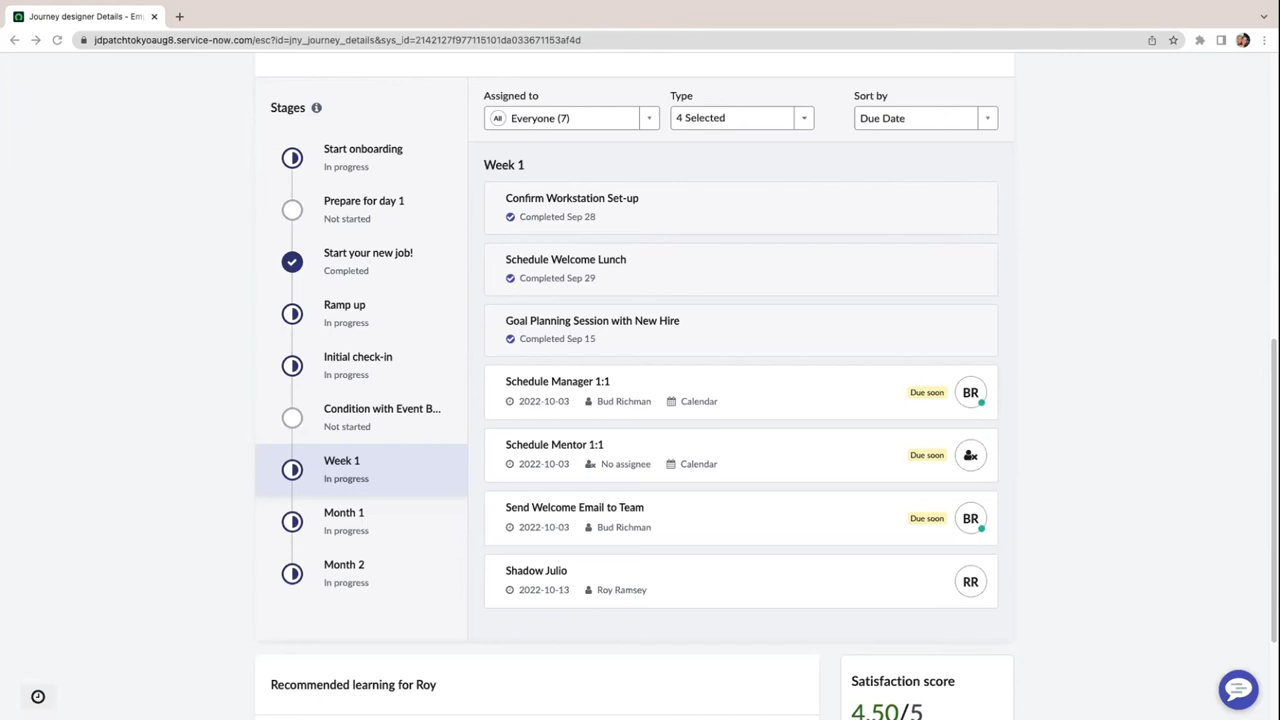 Journey designer Details - Em
jdpatchtokyoaug8.service-now.com/esc?id=jny_journey_details&sys_id=2142127f977115101da033671153af4d
Stages
Start onboarding
In progress
Prepare for day 1
Not started
Start your new job!
Completed
Ramp up
In progress
Initial check-in
In progress
Condition with Event B...
Not started
Week 1
In progress
Month 1
In progress
Month 2
In progress
Assigned to
All Everyone (7)
Type
4 Selected
Sort by
Due Date
Week 1
Confirm Workstation Set-up
Completed Sep 28
Schedule Welcome Lunch
Completed Sep 29
Goal Planning Session with New Hire
Completed Sep 15
Schedule Manager 1:1
2022-10-03 Bud Richman Calendar
Due soon BR
Schedule Mentor 1:1
2022-10-03 No assignee Calendar
Due soon
Send Welcome Email to Team
2022-10-03 Bud Richman
Due soon BR
Shadow Julio
2022-10-13 Roy Ramsey
RR
Recommended learning for Roy
Satisfaction score
4.50/5